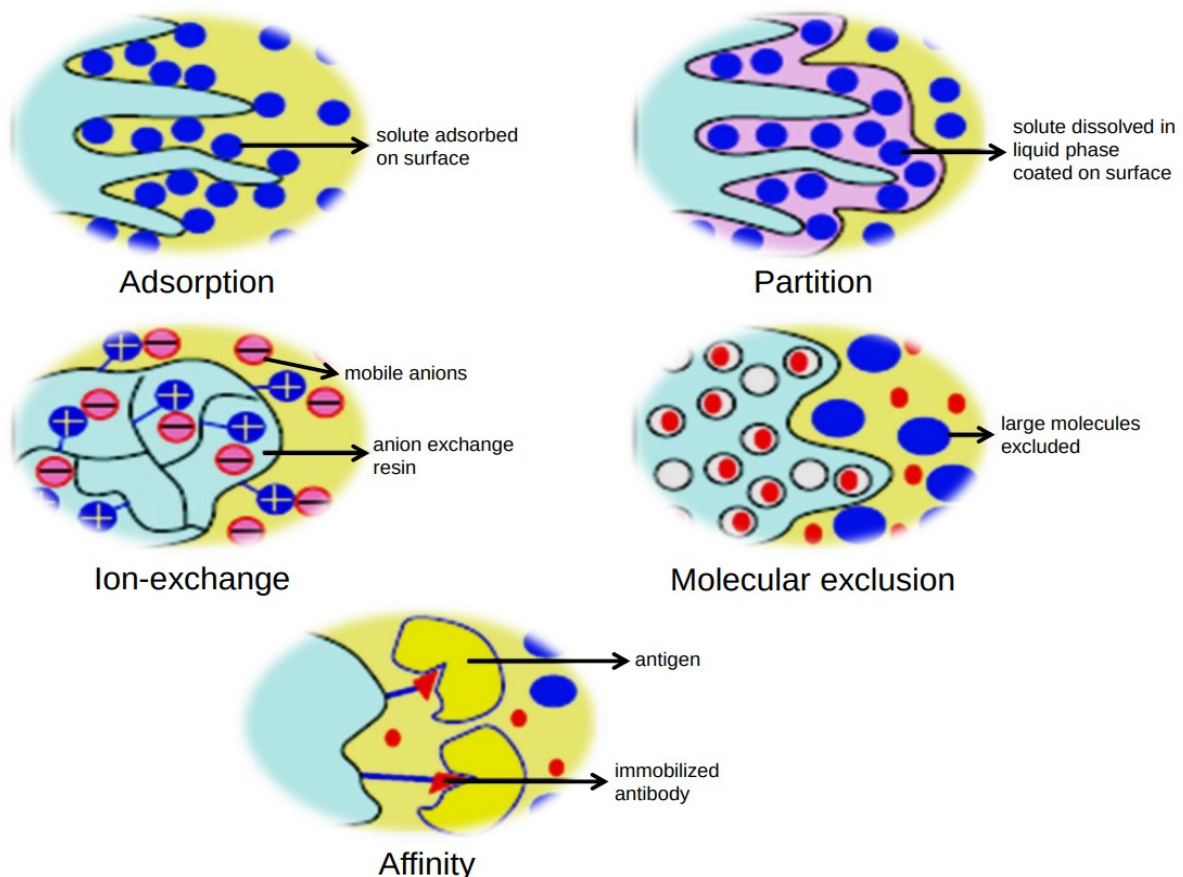 solute adsorbed
on surface
solute dissolved in
liquid phase
coated on surface
Adsorption
Partition
mobile anions
anion exchange
resin
large molecules
excluded
Ion-exchange
Molecular exclusion
antigen
immobilized
antibody
Affinity